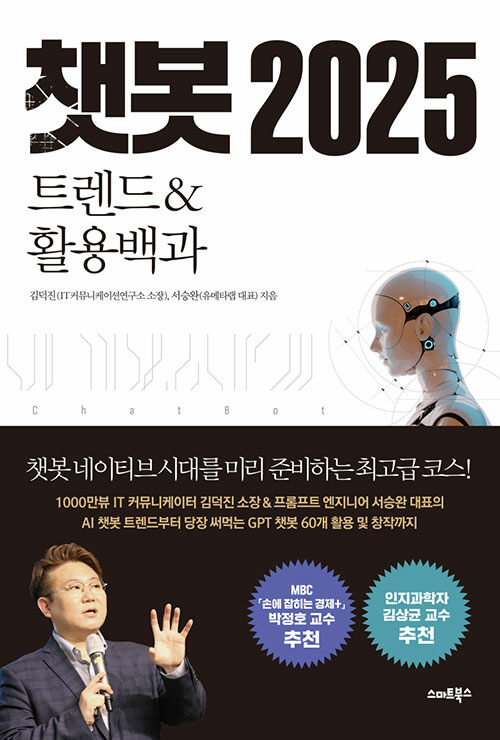 챗봇 2025
트렌드 &
활용백과
김덕진(IT커뮤니케이션연구소 소장), 서승완(유메타랩 대표) 지음
ChatBot
챗봇 네이티브 시대를 미리 준비하는 최고급 코스!
1000만뷰 IT 커뮤니케이터 김덕진 소장 & 프롬프트 엔지니어 서승완 대표의
AI 챗봇 트렌드부터 당장 써먹는 GPT 챗봇 60개 활용 및 창작까지
MBC
「손에 잡히는 경제+」
박정호 교수
추천
인지과학자
김상균 교수
추천
스마트북스